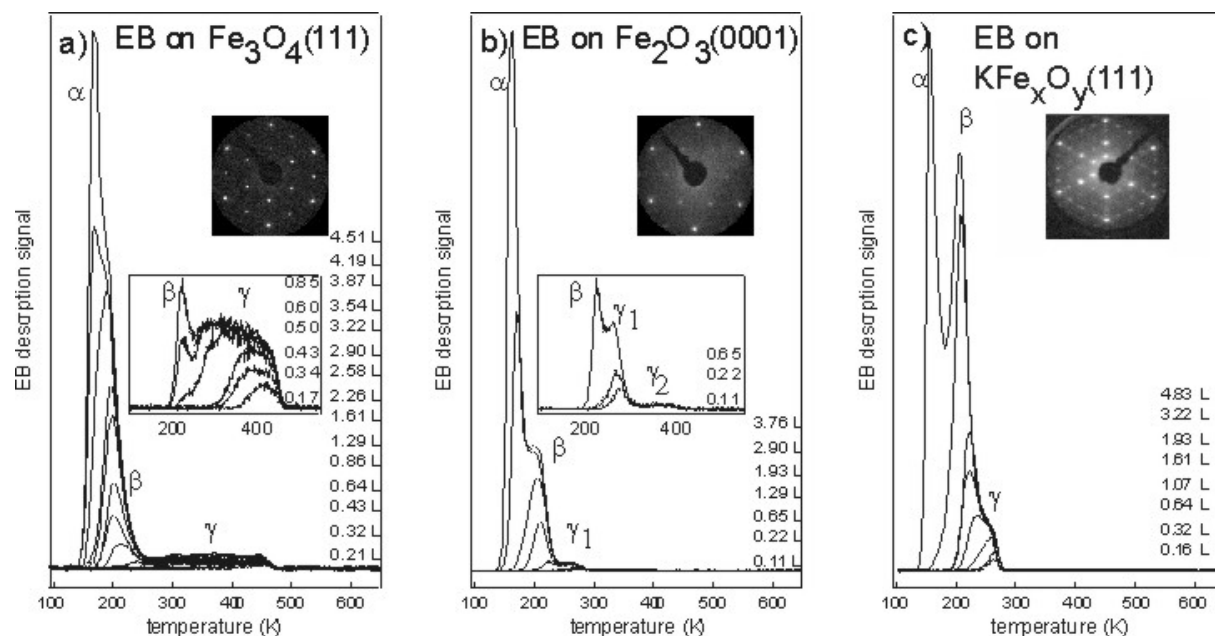 a) EB on Fe3O4(111)
α
β
γ
EB desorption signal
4.51 L
4.19 L
3.87 L
3.54 L
3.22 L
2.90 L
2.58 L
2.26 L
1.61 L
1.29 L
0.86 L
0.64 L
0.43 L
0.32 L
0.21 L
β
γ
0.85
0.60
0.50
0.43
0.34
0.17
200 400
100 200 300 400 500 600
temperature (K)
b) EB on Fe2O3(0001)
α
β
γ1
EB desorption signal
3.76 L
2.90 L
1.93 L
1.29 L
0.65 L
0.22 L
0.11 L
β
γ1
γ2
0.65
0.22
0.11
200 400
100 200 300 400 500 600
temperature (K)
c) EB on
KFexOy(111)
α
β
γ
EB desorption signal
4.83 L
3.22 L
1.93 L
1.61 L
1.07 L
0.64 L
0.32 L
0.16 L
100 200 300 400 500 600
temperature (K)